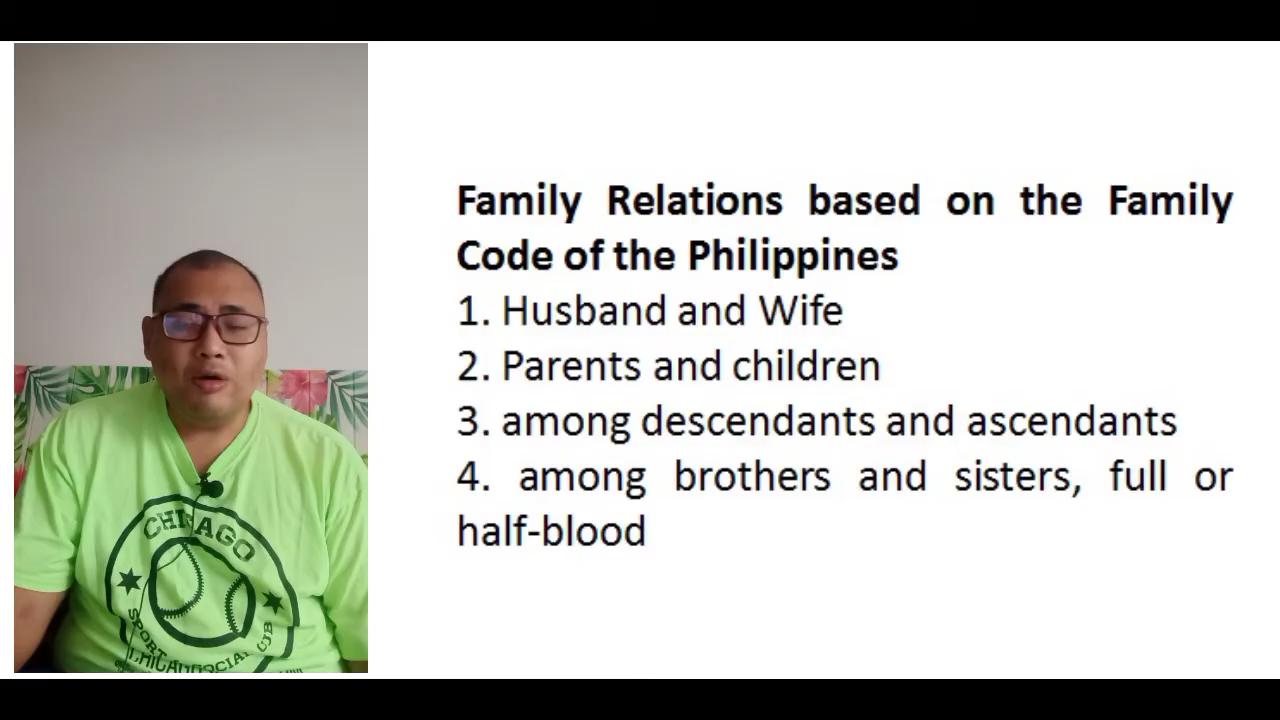 Family Relations based on the Family
Code of the Philippines
1. Husband and Wife
2. Parents and children
3. among descendants and ascendants
4. among brothers and sisters, full or
half-blood
CHICAGO
SPORT